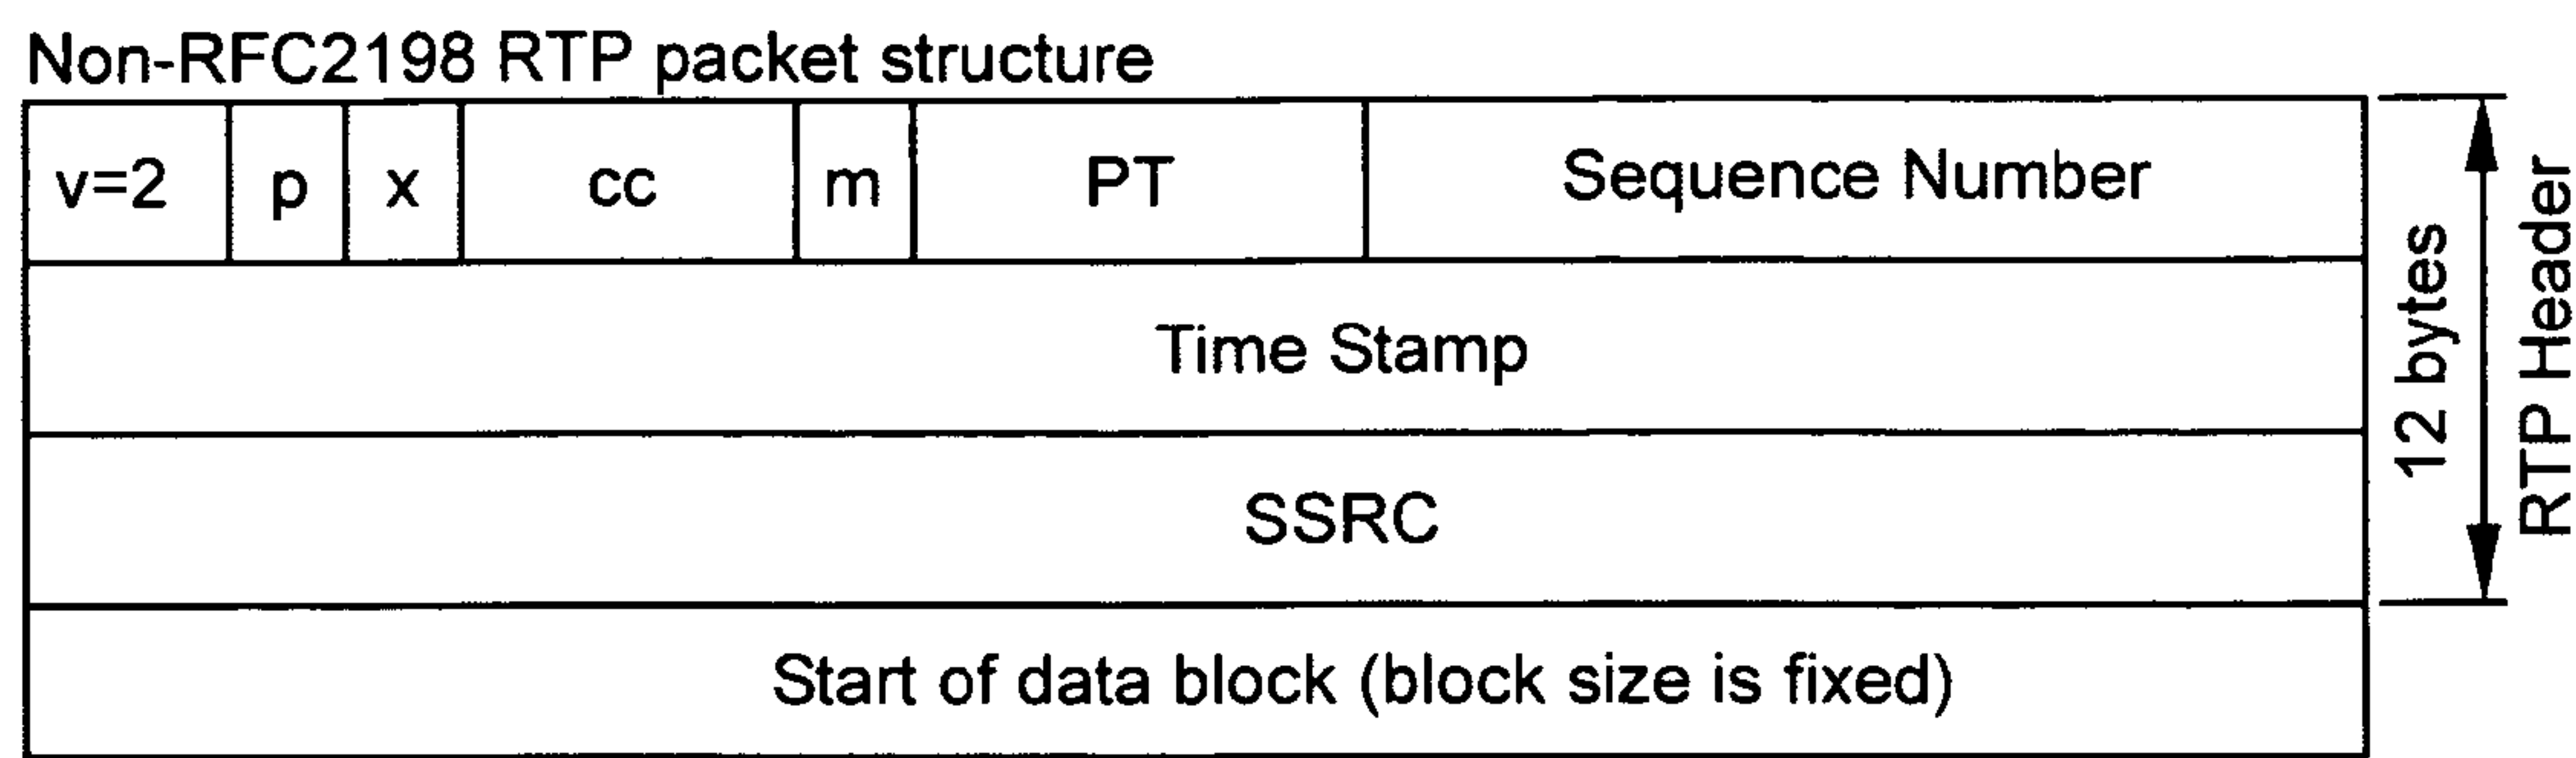 Non-RFC2198 RTP packet structure
v=2 p x cc m PT Sequence Number
Time Stamp
SSRC
Start of data block (block size is fixed)
12 bytes
RTP Header